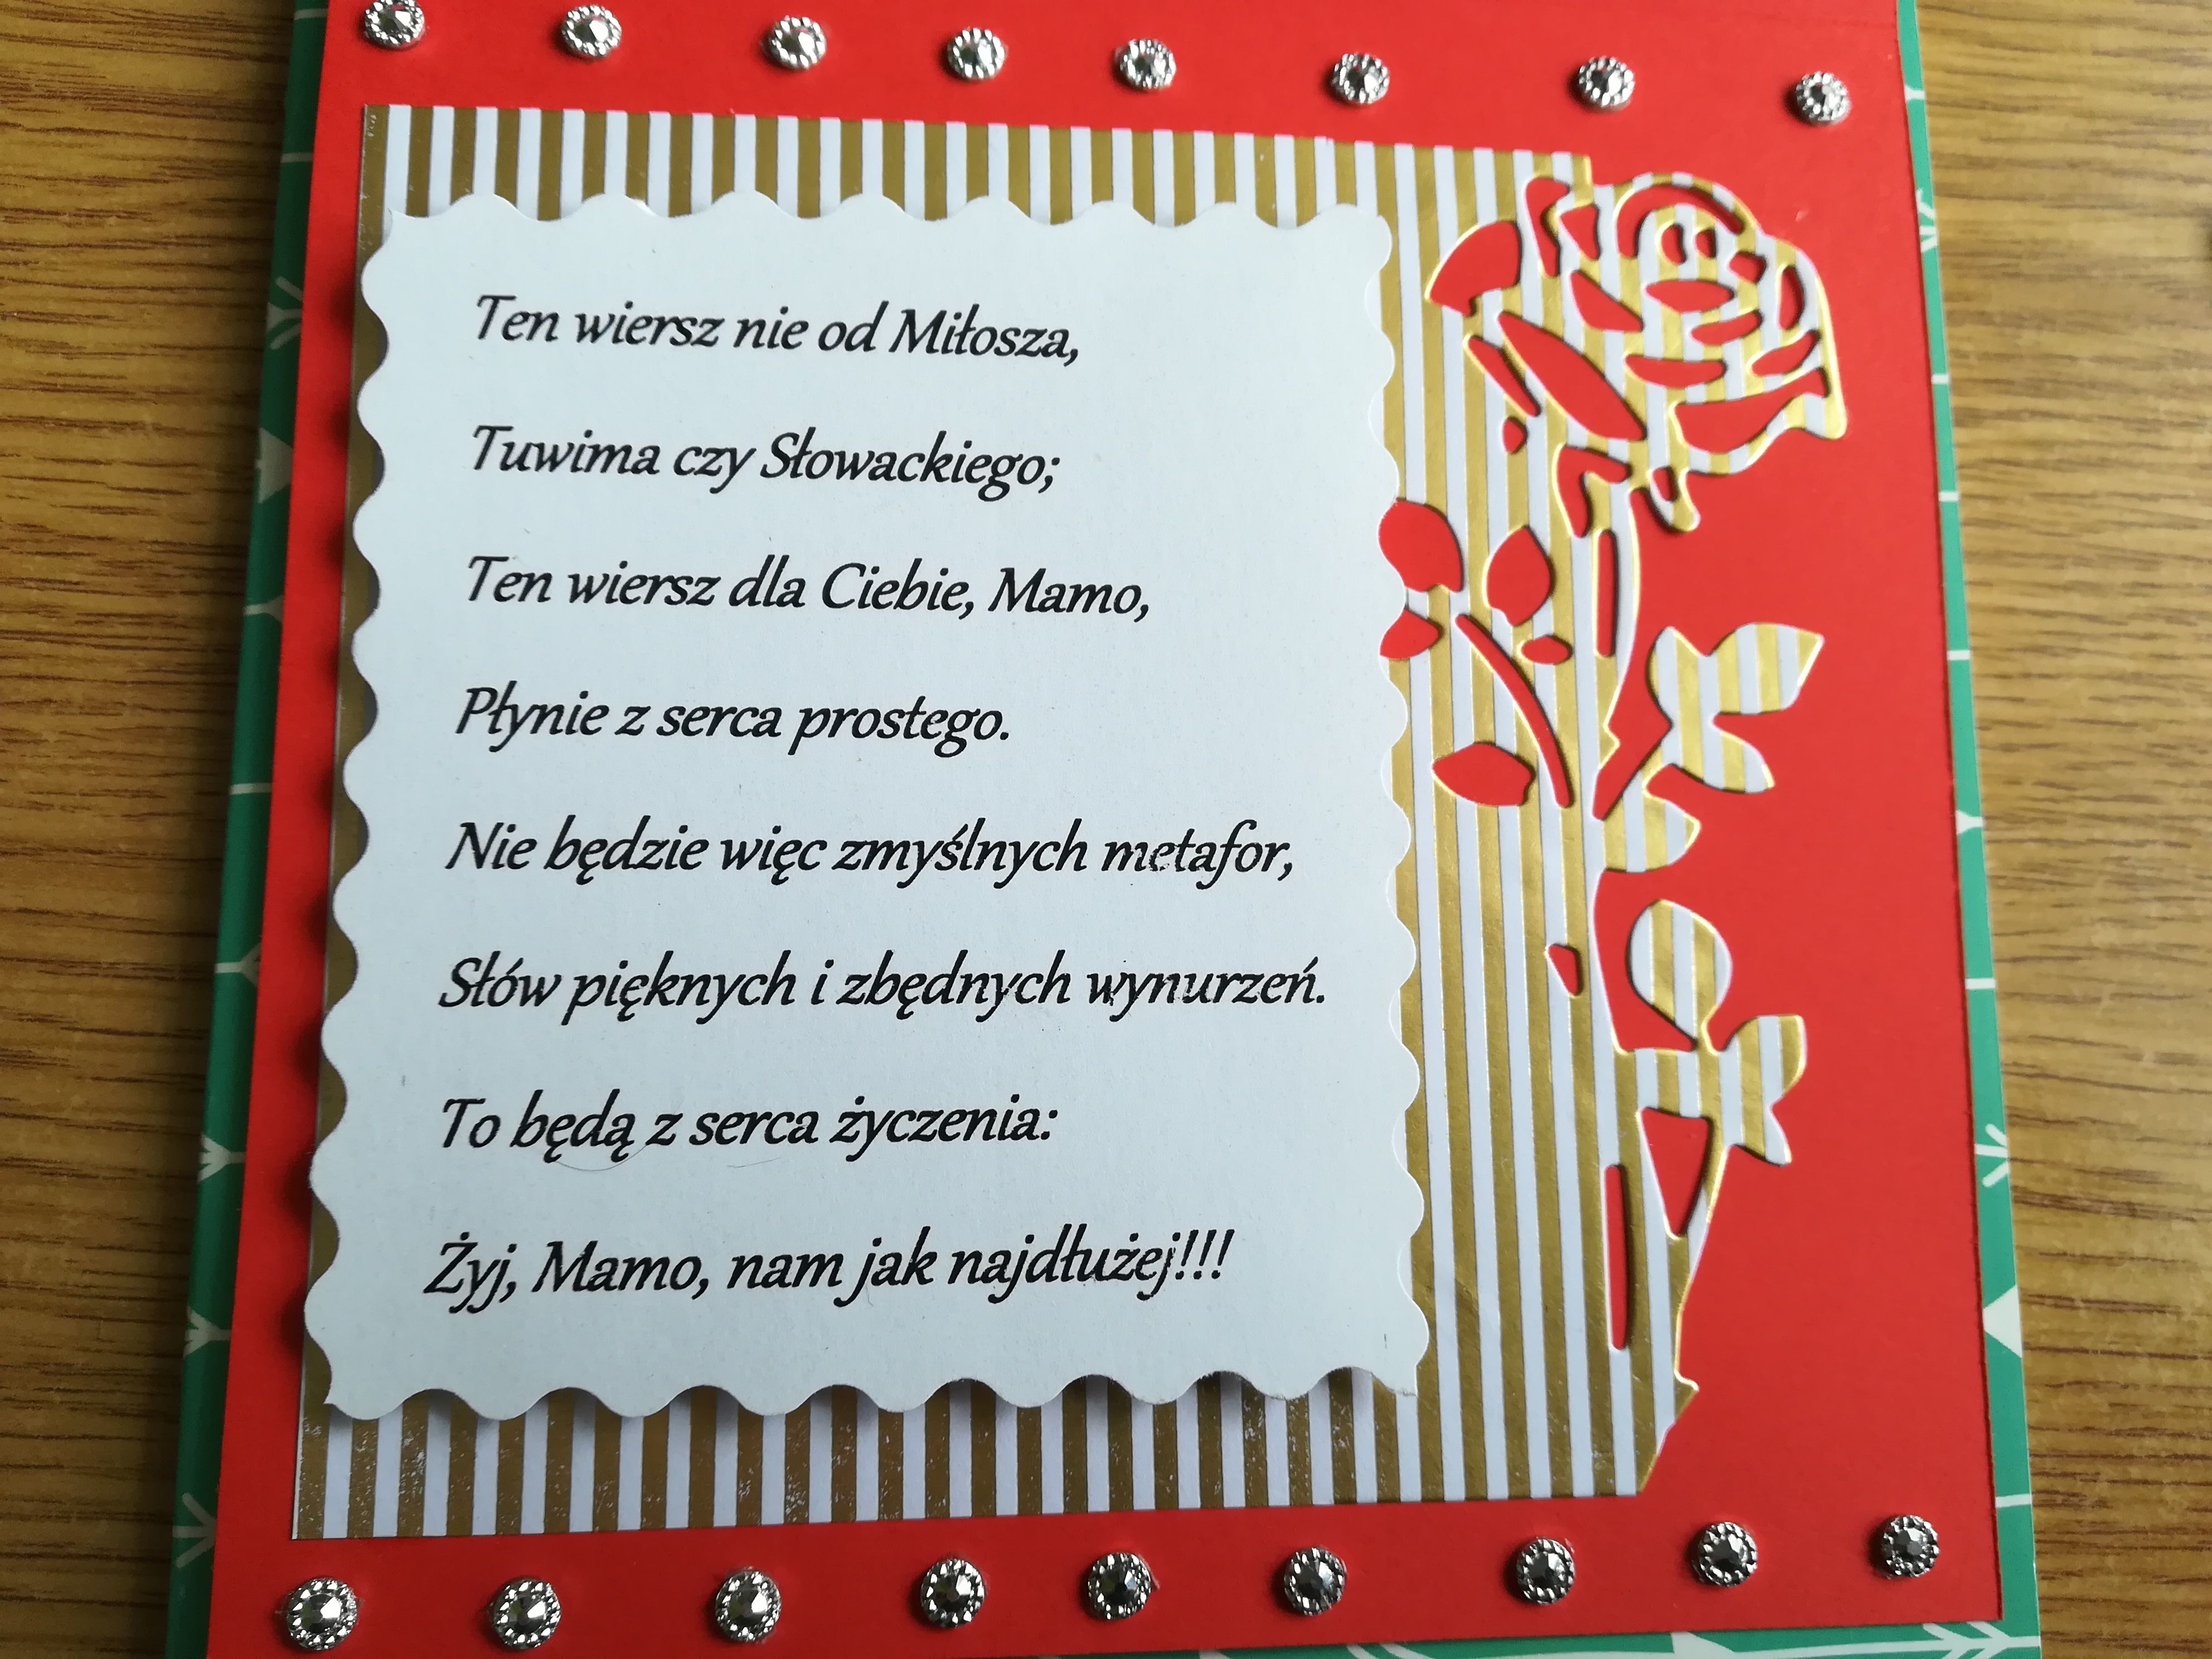 Ten wiersz nie od Miłosza,
Tuwima czy Słowackiego;
Ten wiersz dla Ciebie, Mamo,
Płynie z serca prostego.
Nie będzie więc zmyślnych metafor,
Słów pięknych i zbędnych wynurzeń.
To będą z serca życzenia:
Żyj, Mamo, nam jak najdłużej!!!